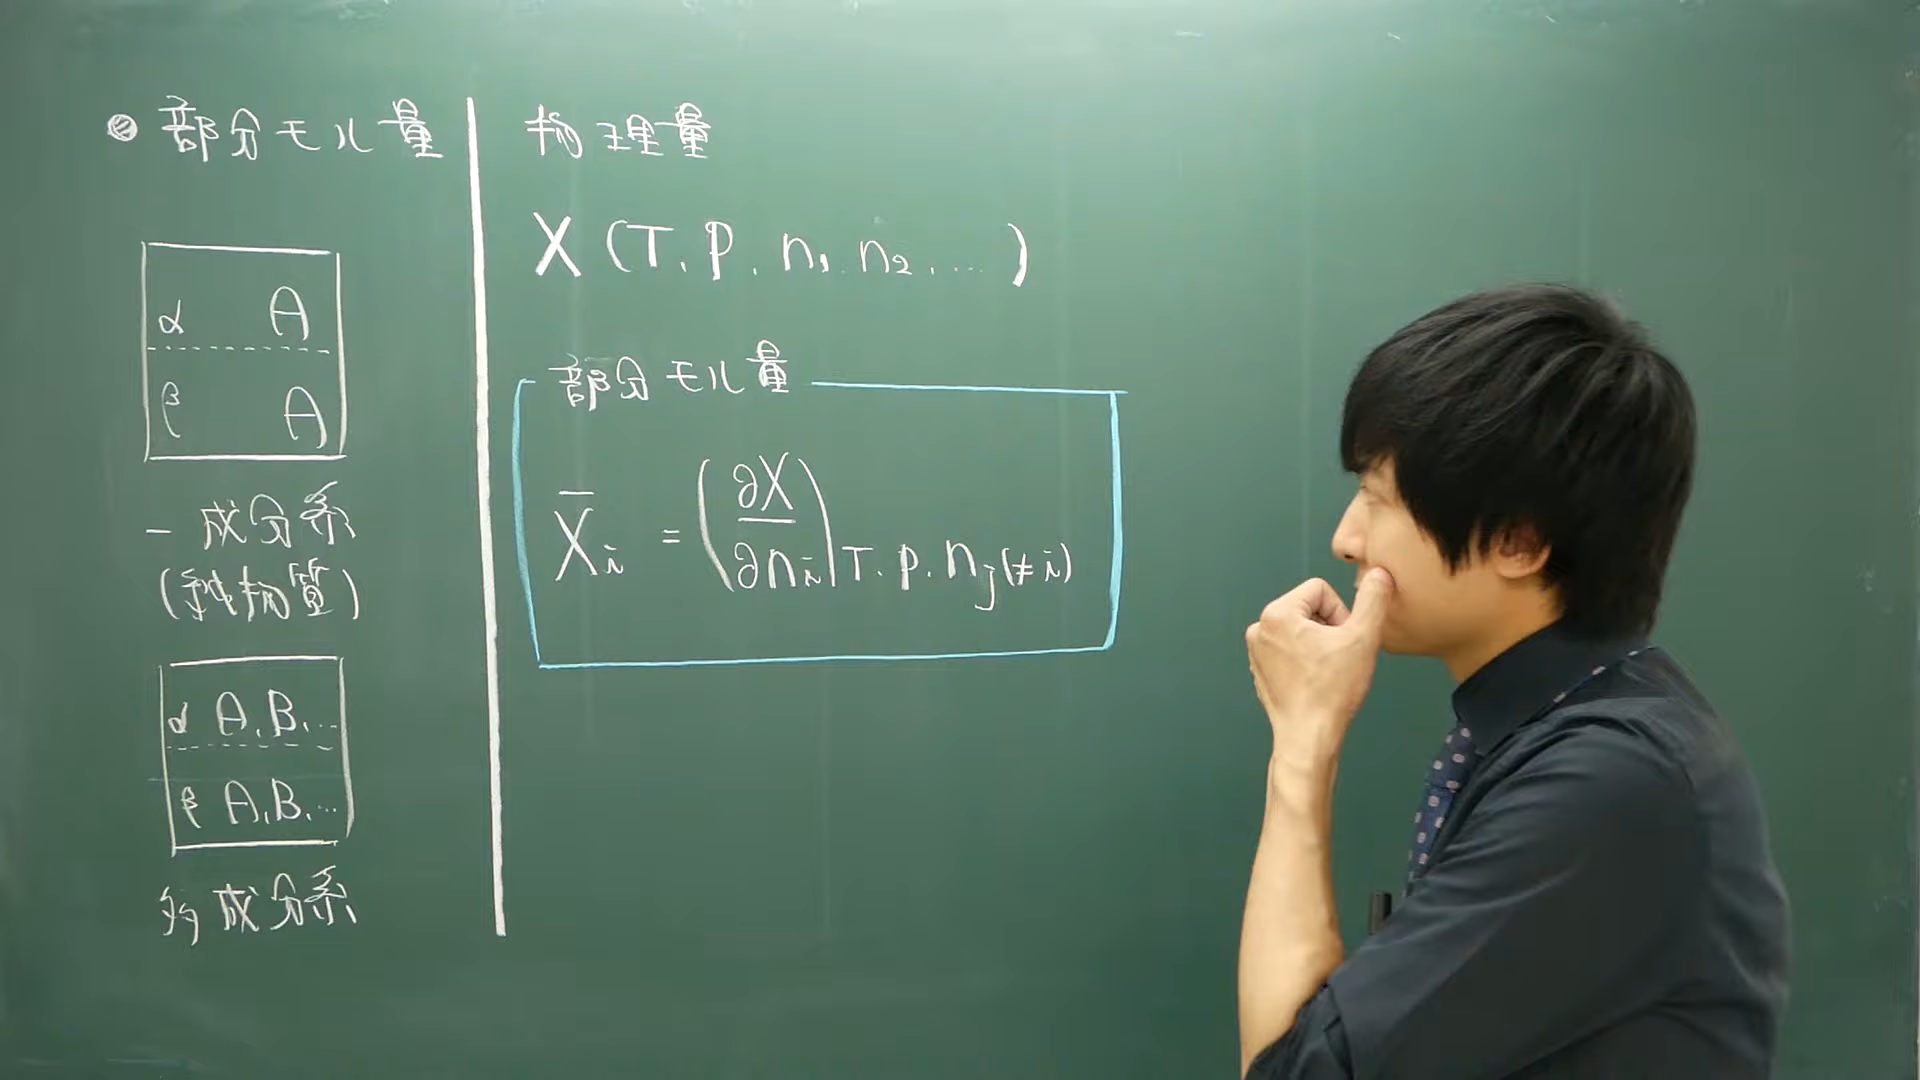 部分モル量
α A
β A
一成分系
(純物質)
α A.B.…
β A.B.…
多成分系
物理量
X (T. P. n₁. n₂. … )
部分モル量
X̄ᵢ = (∂X/∂nᵢ)T. P. nⱼ(≠ i)